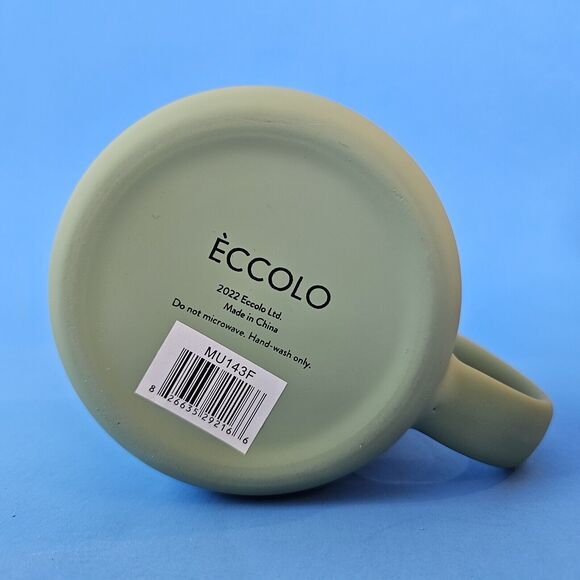 ÈCCOLO
2022 Eccolo Ltd.
Made in China
Do not microwave. Hand-wash only.
MU143F
8 26635 29216 6